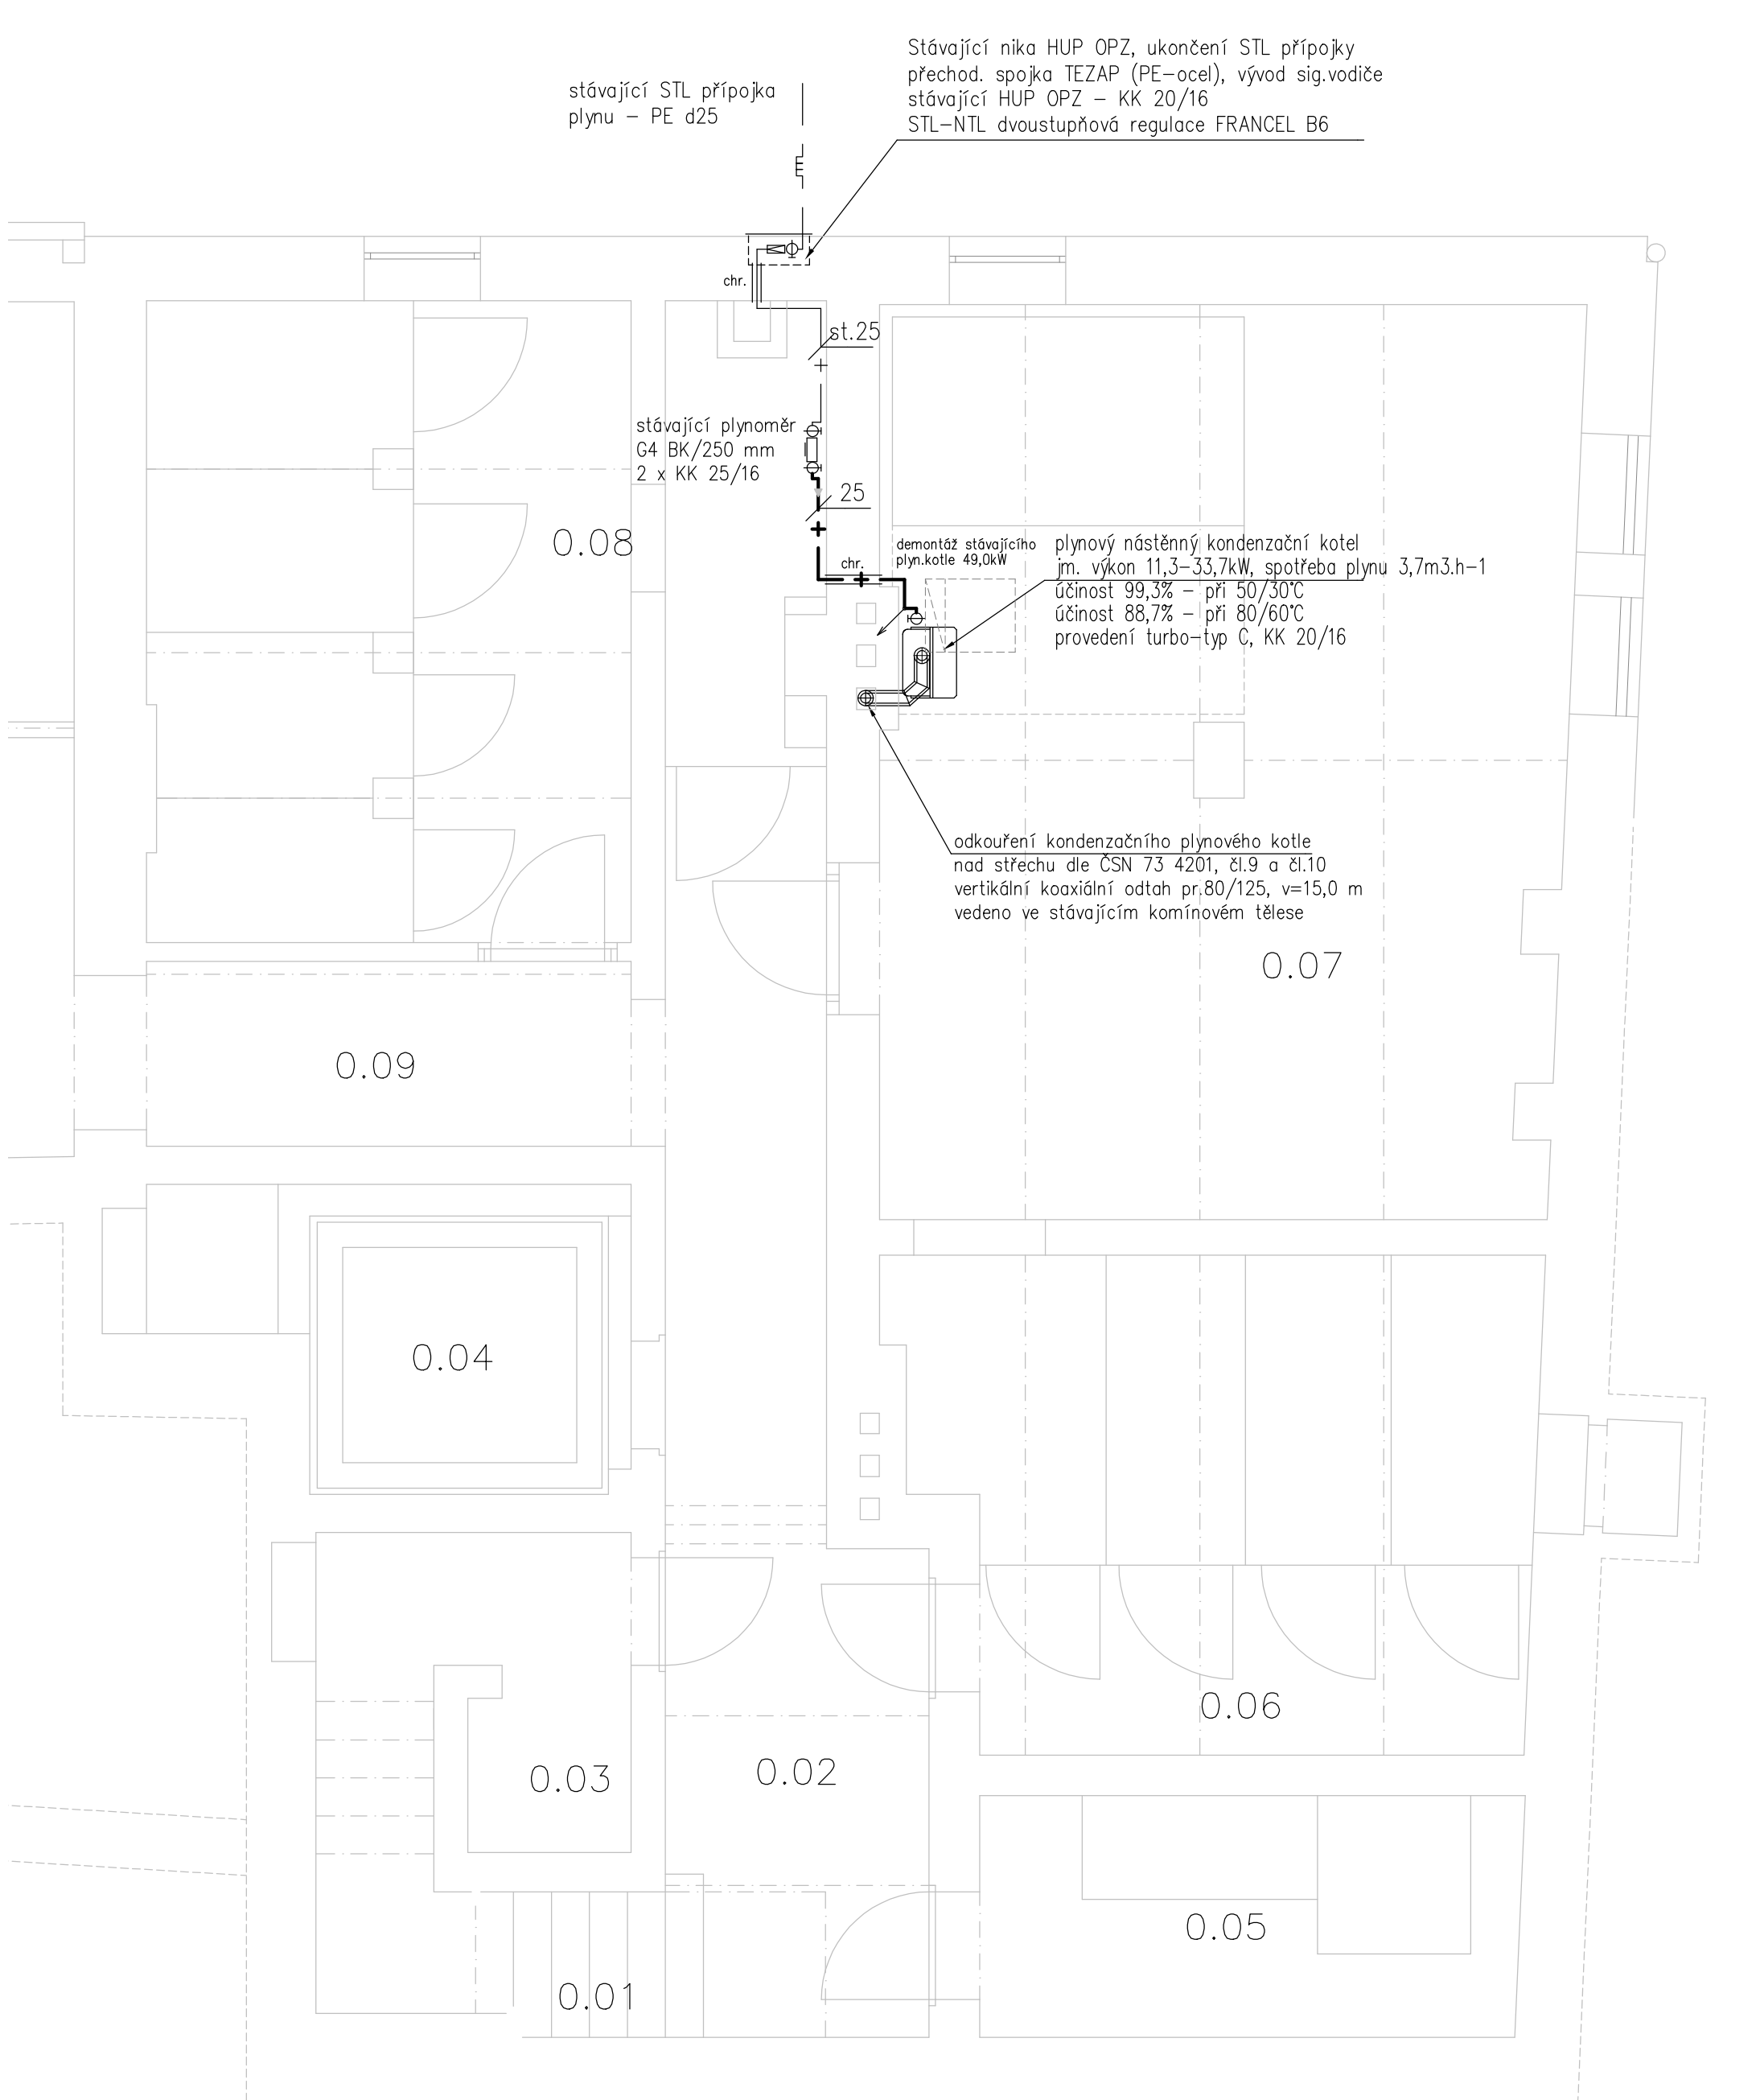 Stávající nika HUP OPZ, ukončení STL přípojky
přechod. spojka TEZAP (PE-ocel), vývod sig.vodiče
stávající HUP OPZ - KK 20/16
STL-NTL dvoustupňová regulace FRANCEL B6
stávající STL přípojka
plynu - PE d25
chr.
st.25
stávající plynoměr
G4 BK/250 mm
2 x KK 25/16
25
0.08
chr.
demontáž stávajícího
plyn.kotle 49,0kW
plynový nástěnný kondenzační kotel
jm. výkon 11,3-33,7kW, spotřeba plynu 3,7m3.h-1
účinost 99,3% - při 50/30°C
účinost 88,7% - při 80/60°C
provedení turbo-typ C, KK 20/16
odkouření kondenzačního plynového kotle
nad střechu dle ČSN 73 4201, čl.9 a čl.10
vertikální koaxiální odtah pr.80/125, v=15,0 m
vedeno ve stávajícím komínovém tělese
0.07
0.09
0.04
0.06
0.03
0.02
0.05
0.01